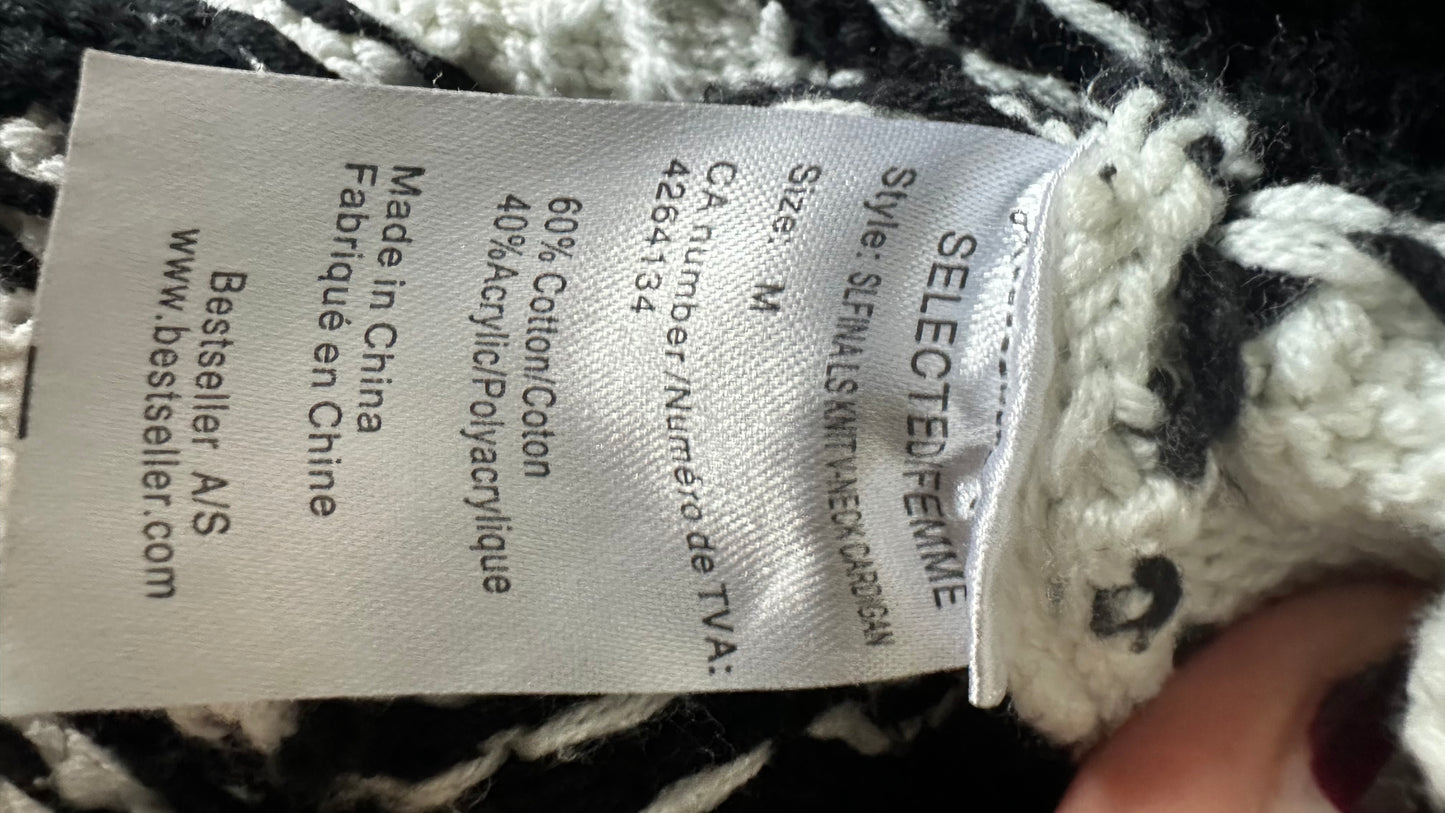 SELECTED/FEMME
Style: SLFINALS KNIT V-NECK CARDIGAN
Size: M
CA number/Numéro de TVA:
4264134
60% Cotton/Coton
40%Acrylic/Polyacrylique
Made in China
Fabriqué en Chine
Bestseller A/S
www.bestseller.com